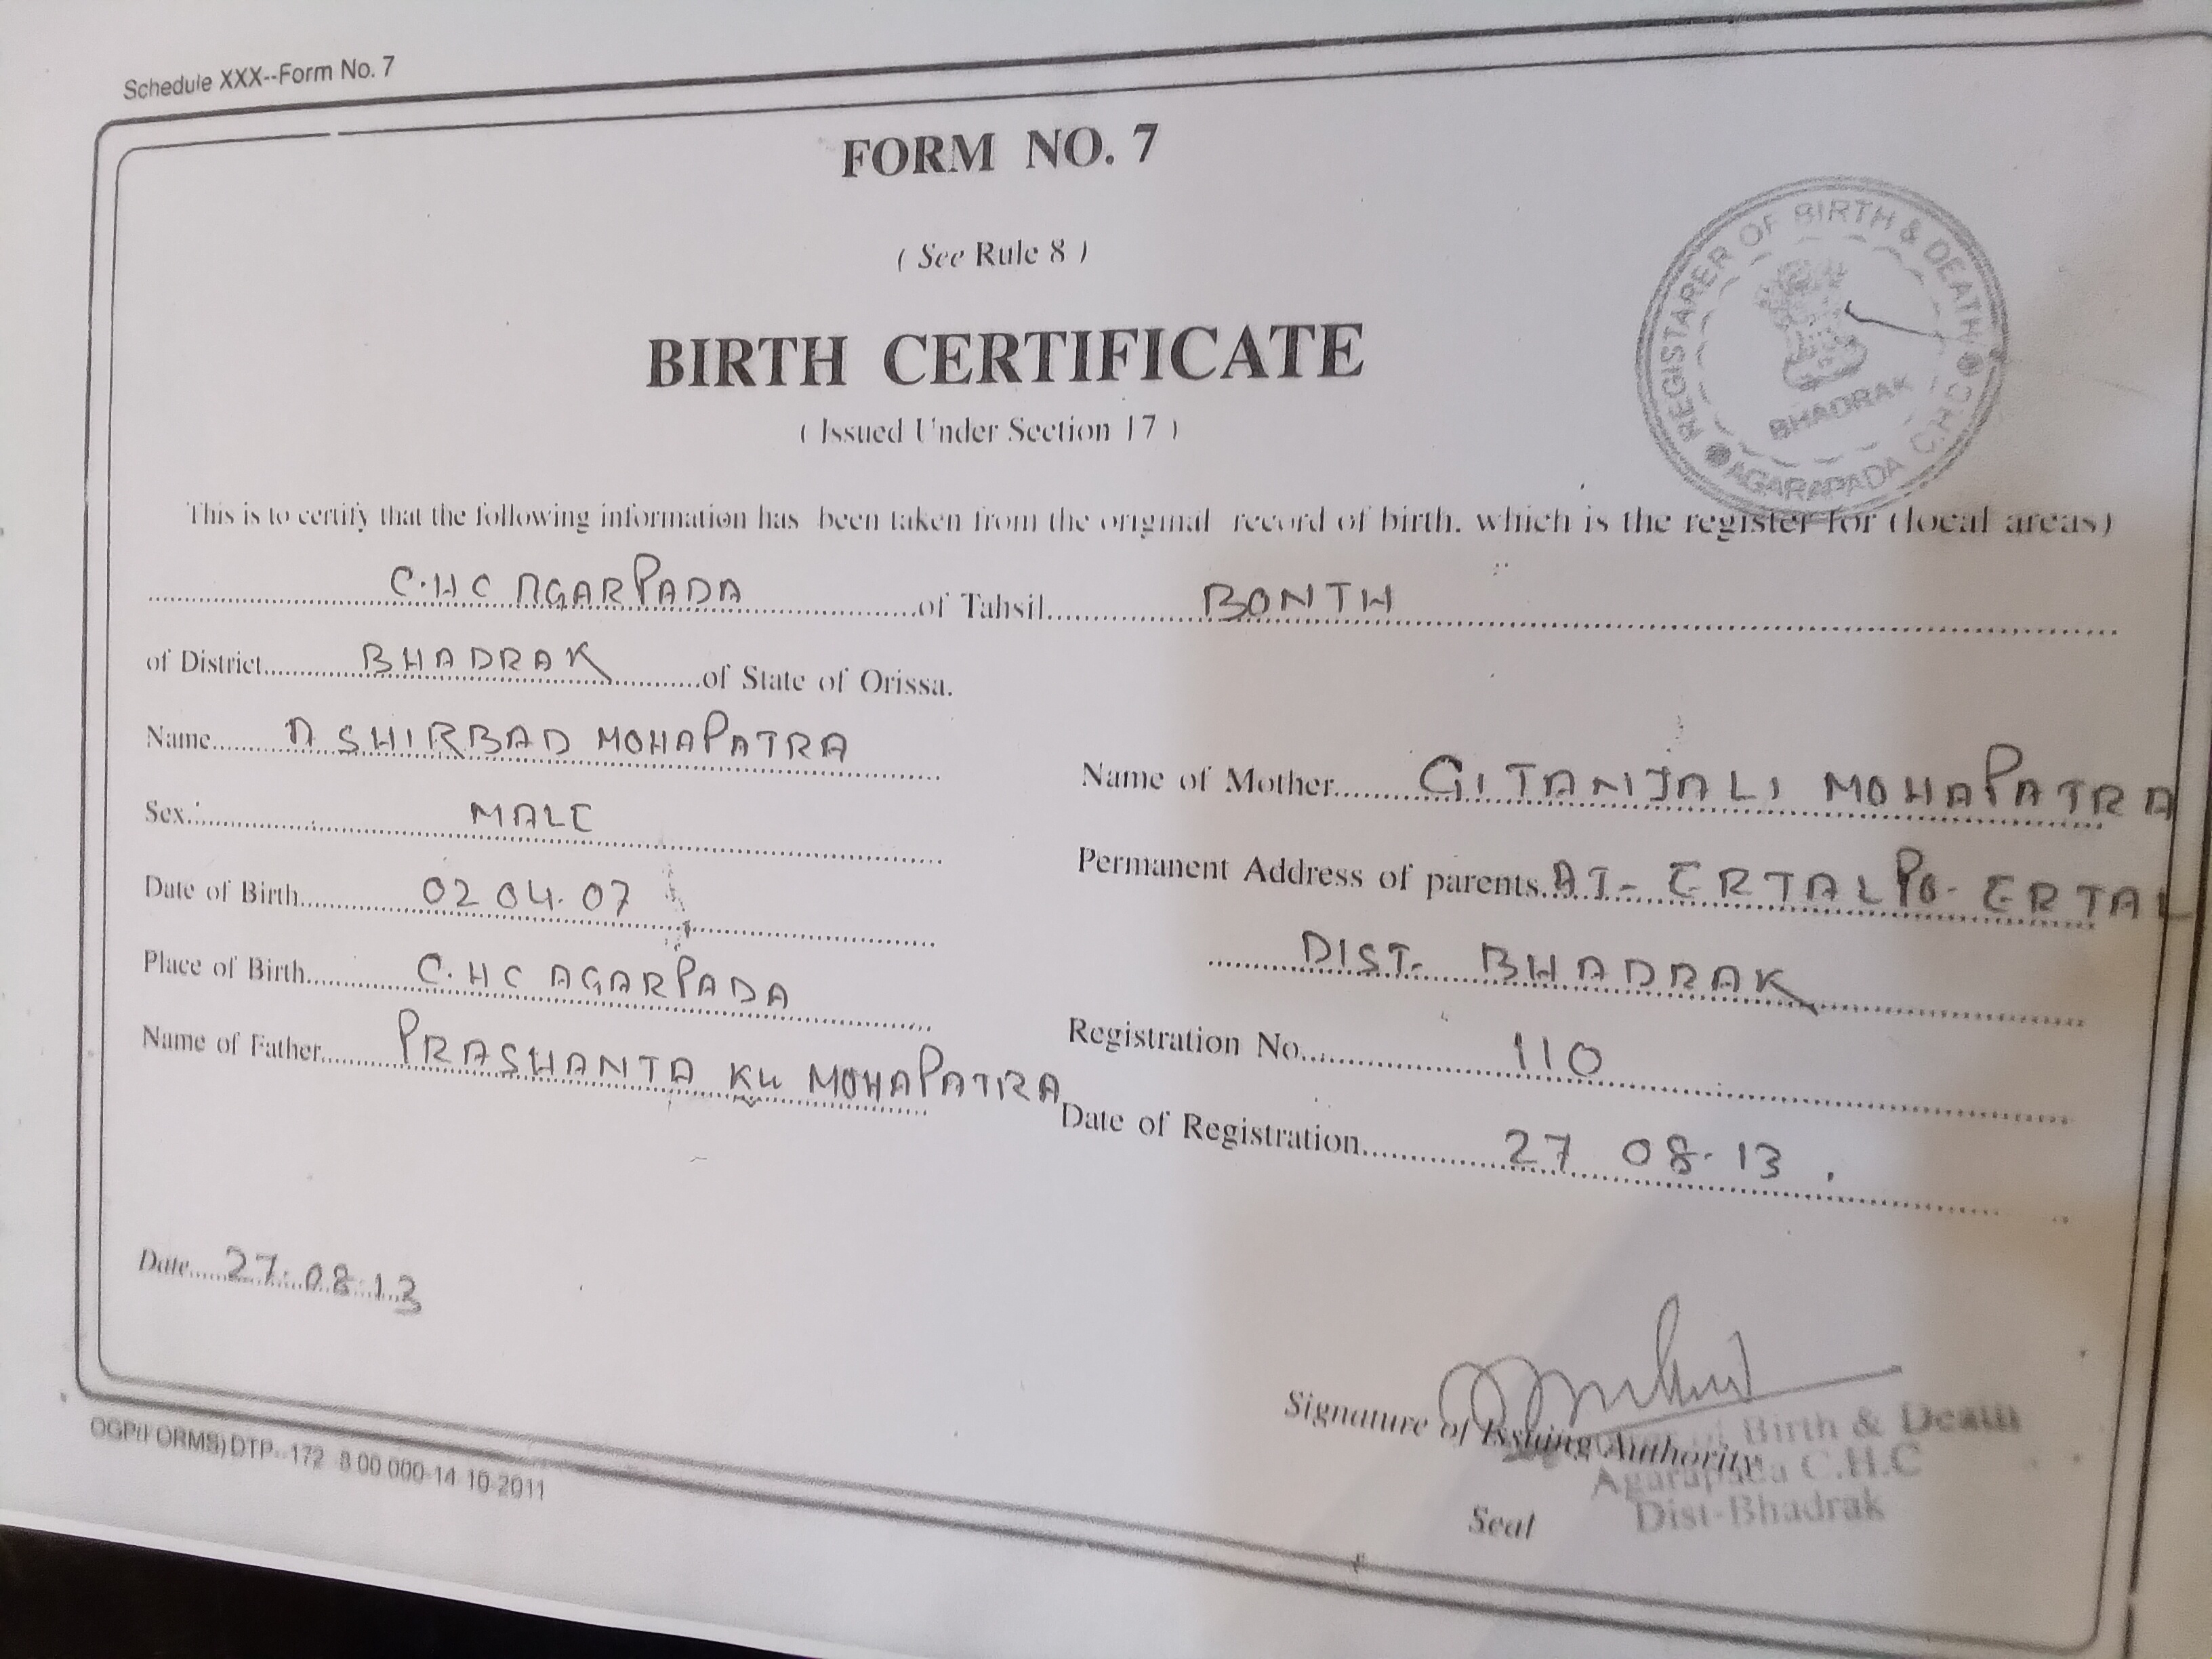 Schedule XXX--Form No. 7
FORM NO. 7
( See Rule 8 )
REGISTARER OF BIRTH & DEATH
BHADRAK
AGARAPADA C.H.C
BIRTH CERTIFICATE
( Issued Under Section 17 )
This is to certify that the following information has been taken from the original record of birth. which is the register for (local areas)
C.H C AGARPADA of Tahsil BONTH
of District BHADRAK of State of Orissa.
Name ASHIRBAD MOHAPATRA
Sex MALE
Date of Birth 02 04.07
Place of Birth C.H C AGARPADA
Name of Father PRASHANTA KU MOHAPATRA
Name of Mother GITANJALI MOHAPATRA
Permanent Address of parents. AT- ERTAL PO- ERTAL
DIST- BHADRAK
Registration No. 110
Date of Registration 27 08.13
Date 27.08.13
Signature of Issuing Authority
Birth & Death
Agarapada C.H.C
Dist-Bhadrak
Seal
OGP(FORMS)DTP--172 8 00 000-14 10-2011